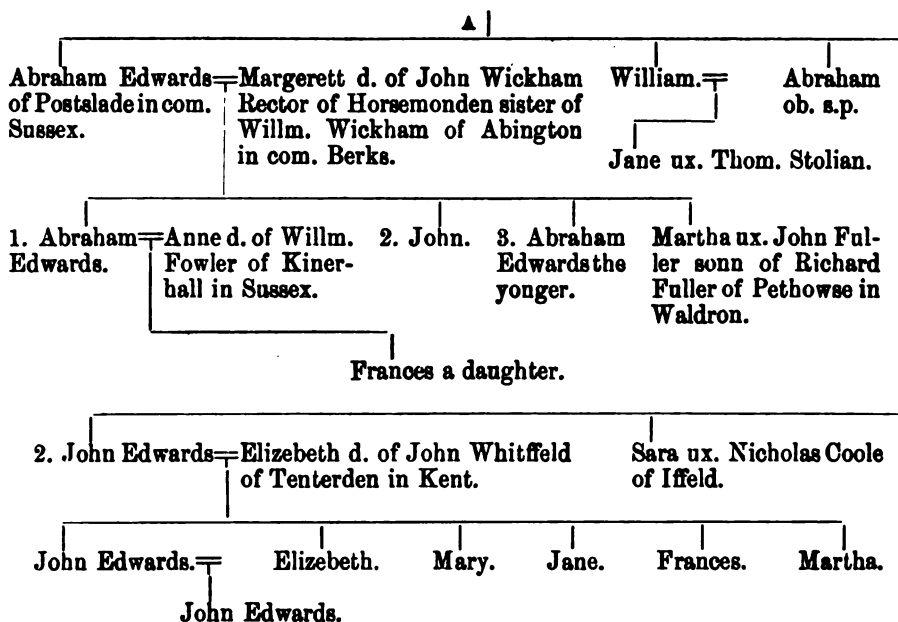 A
Abraham Edwards = Margerett d. of John Wickham William. = Abraham
of Postslade in com. Rector of Horsemonden sister of ob. s.p.
Sussex. Willm. Wickham of Abington
in com. Berks. Jane ux. Thom. Stolian.
1. Abraham = Anne d. of Willm. 2. John. 3. Abraham Martha ux. John Ful-
Edwards. Fowler of Kiner- Edwards the ler sonn of Richard
hall in Sussex. yonger. Fuller of Pethowse in
Waldron.
Frances a daughter.
2. John Edwards = Elizebeth d. of John Whitffeld Sara ux. Nicholas Coole
of Tenterden in Kent. of Iffeld.
John Edwards. = Elizebeth. Mary. Jane. Frances. Martha.
John Edwards.